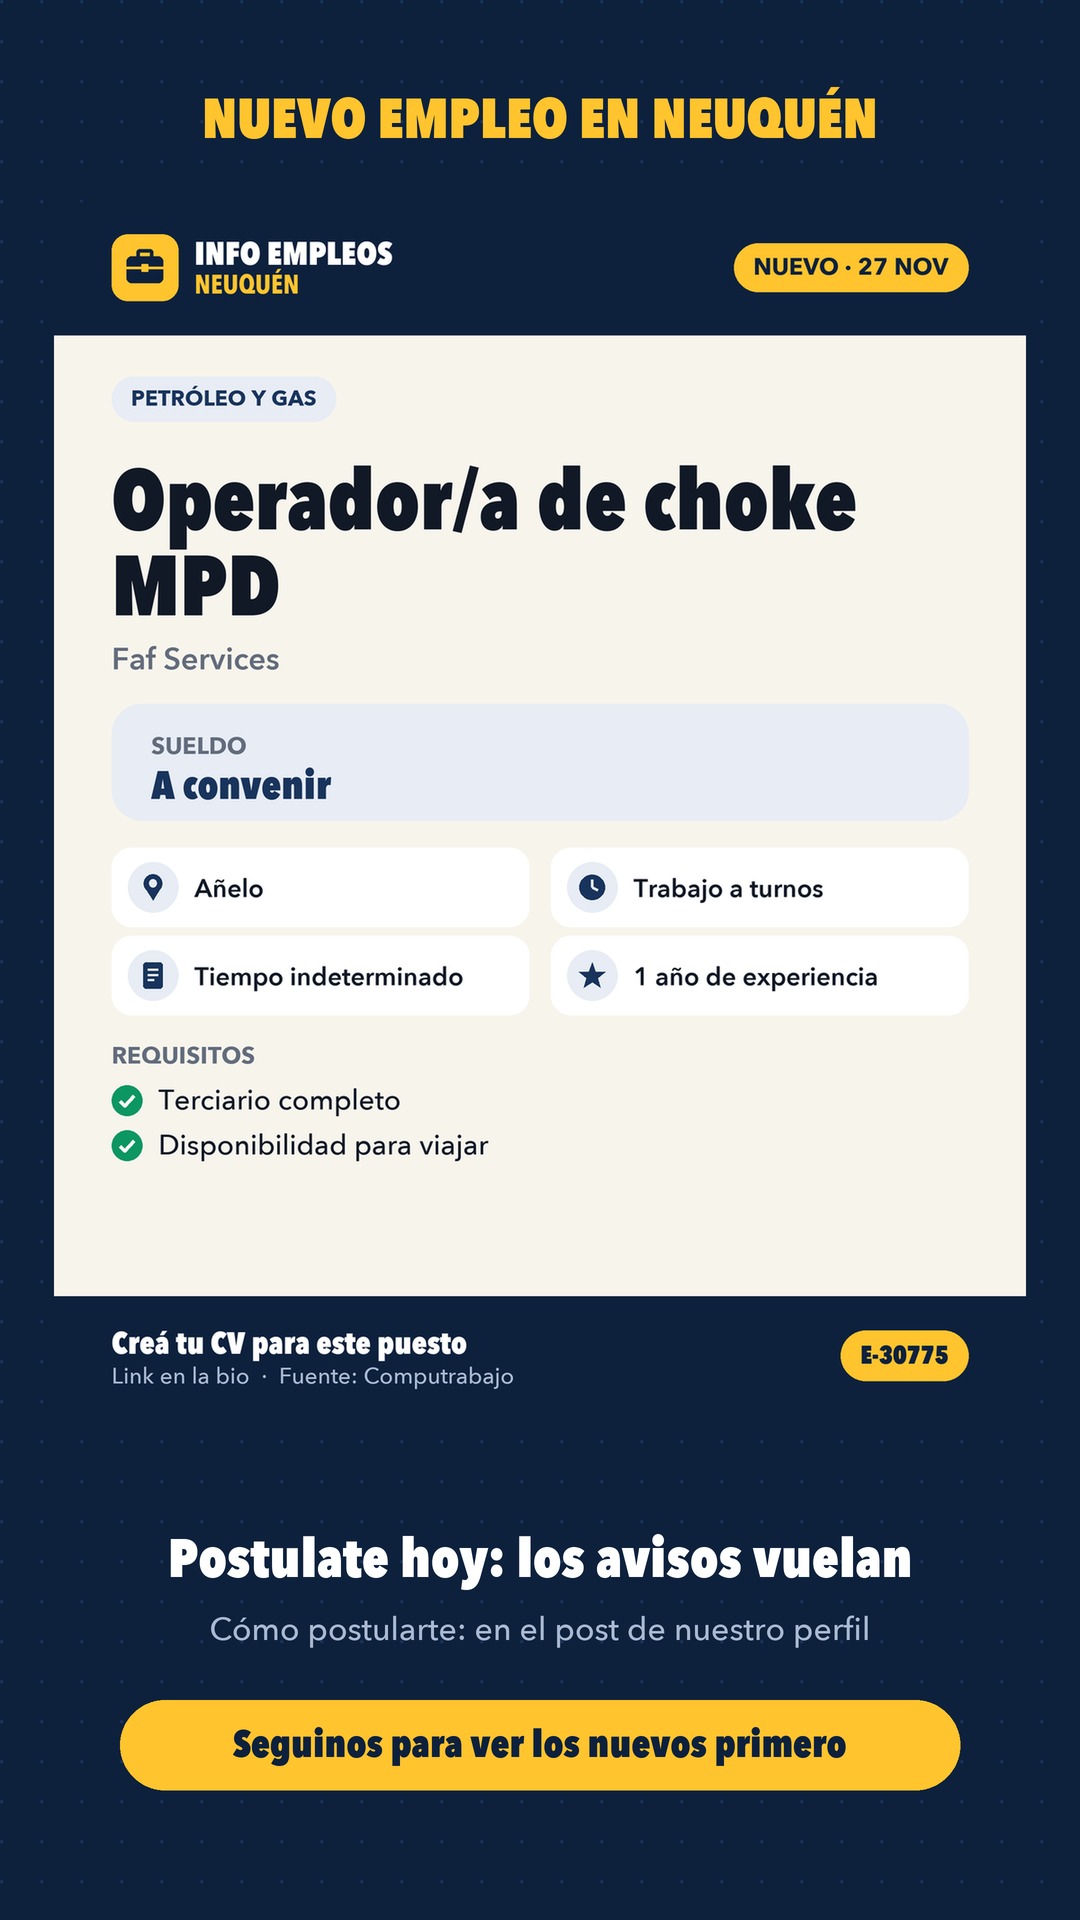 NUEVO EMPLEO EN NEUQUÉN
INFO EMPLEOS
NEUQUÉN
NUEVO · 27 NOV
PETRÓLEO Y GAS
Operador/a de choke
MPD
Faf Services
SUELDO
A convenir
Añelo
Trabajo a turnos
Tiempo indeterminado
1 año de experiencia
REQUISITOS
Terciario completo
Disponibilidad para viajar
Creá tu CV para este puesto
Link en la bio · Fuente: Computrabajo
E-30775
Postulate hoy: los avisos vuelan
Cómo postularte: en el post de nuestro perfil
Seguinos para ver los nuevos primero